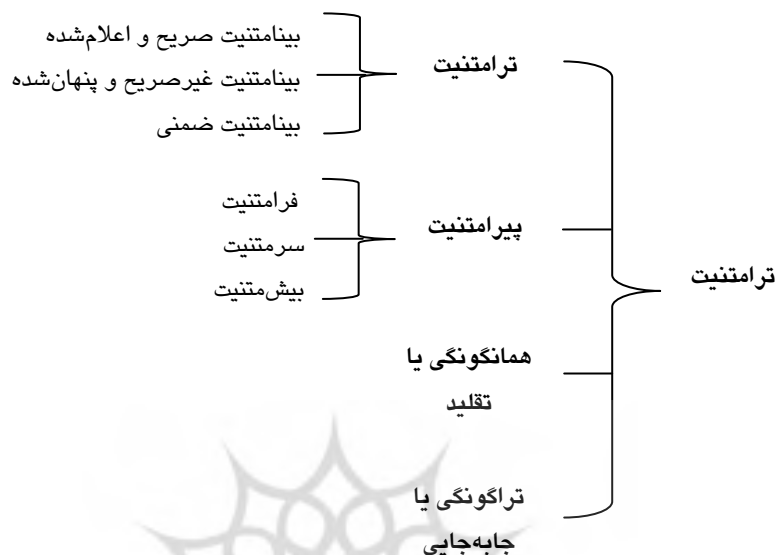 ترامتنیت
ترامتنیت
بینامتنیت صریح و اعلام‌شده
بینامتنیت غیرصریح و پنهان‌شده
بینامتنیت ضمنی
پیرامتنیت
فرامتنیت
سرمتنیت
بیش‌متنیت
همانگونگی یا
تقلید
تراگونگی یا
جابه‌جایی